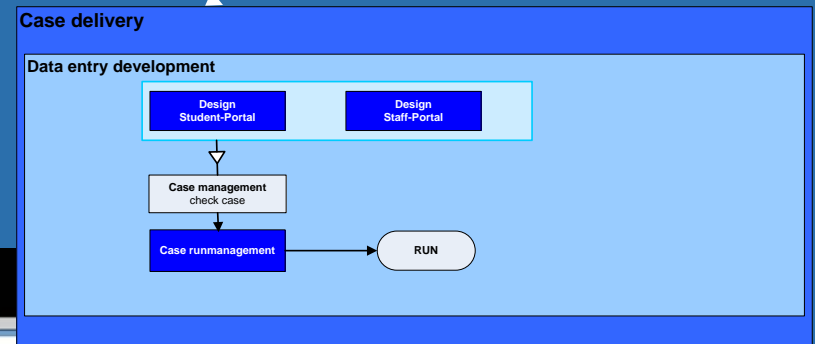 Case delivery
Data entry development
Design
Student-Portal
Design
Staff-Portal
Case management
check case
Case runmanagement
RUN